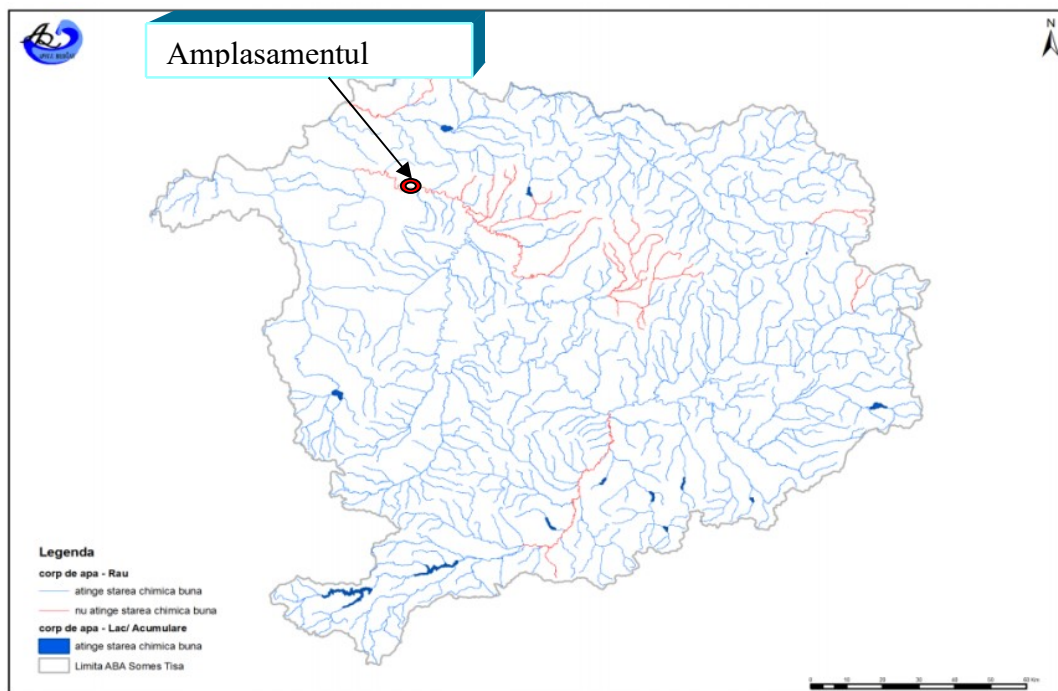 Amplasamentul
N
Legenda
corp de apa - Rau
atinge starea chimica buna
nu atinge starea chimica buna
corp de apa - Lac/ Acumulare
atinge starea chimica buna
Limita ABA Somes Tisa